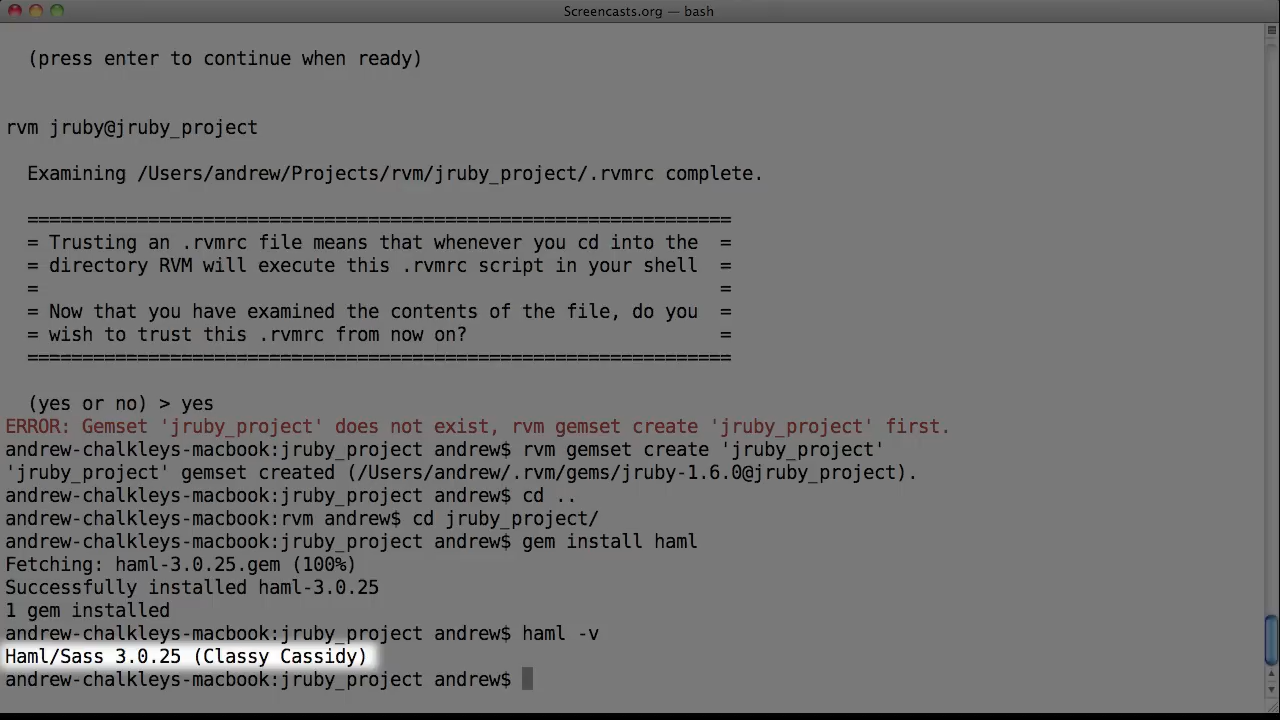 Screencasts.org — bash
(press enter to continue when ready)
rvm jruby@jruby_project
Examining /Users/andrew/Projects/rvm/jruby_project/.rvmrc complete.
================================================================
= Trusting an .rvmrc file means that whenever you cd into the  =
= directory RVM will execute this .rvmrc script in your shell  =
=                                                              =
= Now that you have examined the contents of the file, do you  =
= wish to trust this .rvmrc from now on?                       =
================================================================
(yes or no) > yes
ERROR: Gemset 'jruby_project' does not exist, rvm gemset create 'jruby_project' first.
andrew-chalkleys-macbook:jruby_project andrew$ rvm gemset create 'jruby_project'
'jruby_project' gemset created (/Users/andrew/.rvm/gems/jruby-1.6.0@jruby_project).
andrew-chalkleys-macbook:jruby_project andrew$ cd ..
andrew-chalkleys-macbook:rvm andrew$ cd jruby_project/
andrew-chalkleys-macbook:jruby_project andrew$ gem install haml
Fetching: haml-3.0.25.gem (100%)
Successfully installed haml-3.0.25
1 gem installed
andrew-chalkleys-macbook:jruby_project andrew$ haml -v
Haml/Sass 3.0.25 (Classy Cassidy)
andrew-chalkleys-macbook:jruby_project andrew$